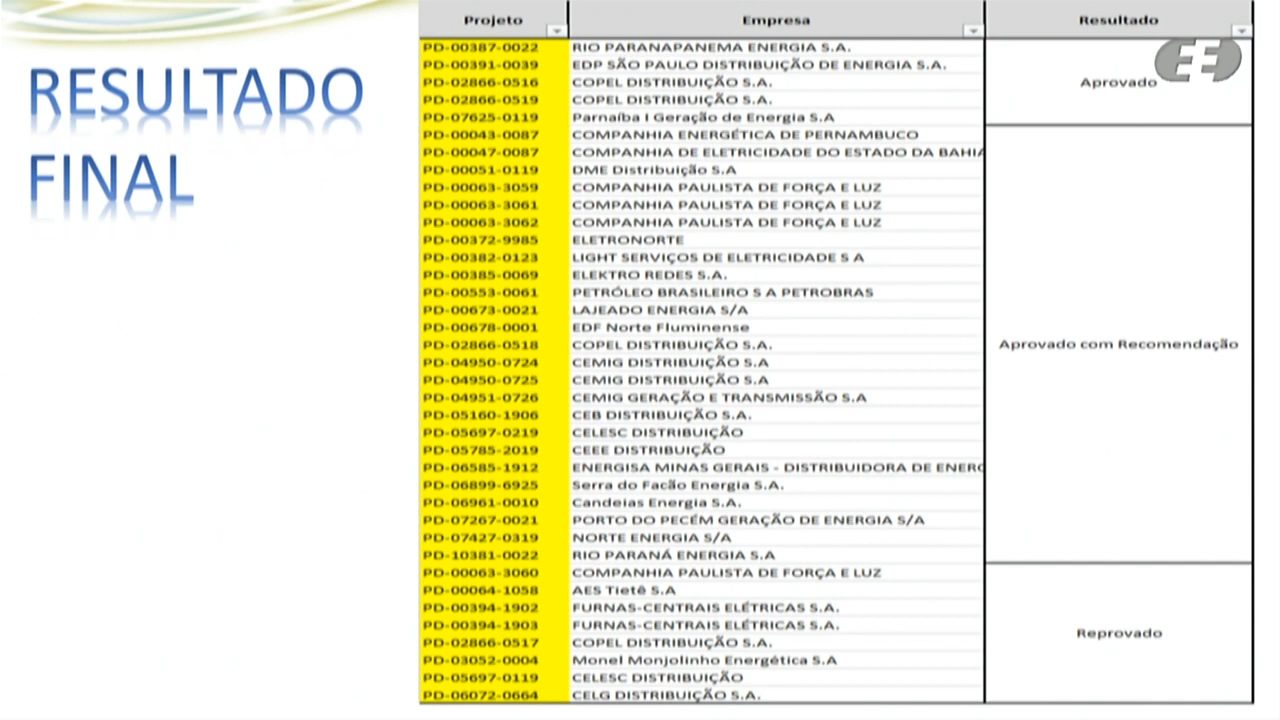 RESULTADO
FINAL
Projeto Empresa Resultado
PD-00387-0022 RIO PARANAPANEMA ENERGIA S.A.
PD-00391-0039 EDP SÃO PAULO DISTRIBUIÇÃO DE ENERGIA S.A.
PD-02866-0516 COPEL DISTRIBUIÇÃO S.A. Aprovado
PD-02866-0519 COPEL DISTRIBUIÇÃO S.A.
PD-07625-0119 Parnaíba I Geração de Energia S.A
PD-00043-0087 COMPANHIA ENERGÉTICA DE PERNAMBUCO
PD-00047-0087 COMPANHIA DE ELETRICIDADE DO ESTADO DA BAHIA
PD-00051-0119 DME Distribuição S.A
PD-00063-3059 COMPANHIA PAULISTA DE FORÇA E LUZ
PD-00063-3061 COMPANHIA PAULISTA DE FORÇA E LUZ
PD-00063-3062 COMPANHIA PAULISTA DE FORÇA E LUZ
PD-00372-9985 ELETRONORTE
PD-00382-0123 LIGHT SERVIÇOS DE ELETRICIDADE S A
PD-00385-0069 ELEKTRO REDES S.A.
PD-00553-0061 PETRÓLEO BRASILEIRO S A PETROBRAS
PD-00673-0021 LAJEADO ENERGIA S/A
PD-00678-0001 EDF Norte Fluminense
PD-02866-0518 COPEL DISTRIBUIÇÃO S.A. Aprovado com Recomendação
PD-04950-0724 CEMIG DISTRIBUIÇÃO S.A
PD-04950-0725 CEMIG DISTRIBUIÇÃO S.A
PD-04951-0726 CEMIG GERAÇÃO E TRANSMISSÃO S.A
PD-05160-1906 CEB DISTRIBUIÇÃO S.A.
PD-05697-0219 CELESC DISTRIBUIÇÃO
PD-05785-2019 CEEE DISTRIBUIÇÃO
PD-06585-1912 ENERGISA MINAS GERAIS - DISTRIBUIDORA DE ENERG
PD-06899-6925 Serra do Facão Energia S.A.
PD-06961-0010 Candeias Energia S.A.
PD-07267-0021 PORTO DO PECÉM GERAÇÃO DE ENERGIA S/A
PD-07427-0319 NORTE ENERGIA S/A
PD-10381-0022 RIO PARANÁ ENERGIA S.A
PD-00063-3060 COMPANHIA PAULISTA DE FORÇA E LUZ
PD-00064-1058 AES Tietê S.A
PD-00394-1902 FURNAS-CENTRAIS ELÉTRICAS S.A.
PD-00394-1903 FURNAS-CENTRAIS ELÉTRICAS S.A.
PD-02866-0517 COPEL DISTRIBUIÇÃO S.A. Reprovado
PD-03052-0004 Monel Monjolinho Energética S.A
PD-05697-0119 CELESC DISTRIBUIÇÃO
PD-06072-0664 CELG DISTRIBUIÇÃO S.A.